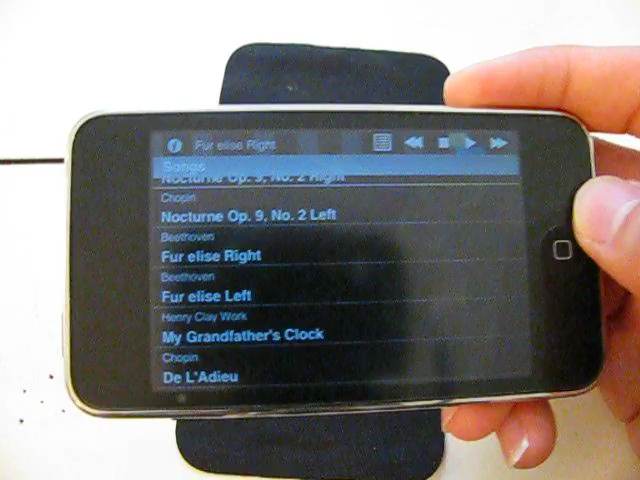 Fur elise Right
Songs
Nocturne Op. 9, No. 2 Right
Chopin
Nocturne Op. 9, No. 2 Left
Beethoven
Fur elise Right
Beethoven
Fur elise Left
Henry Clay Work
My Grandfather's Clock
Chopin
De L'Adieu